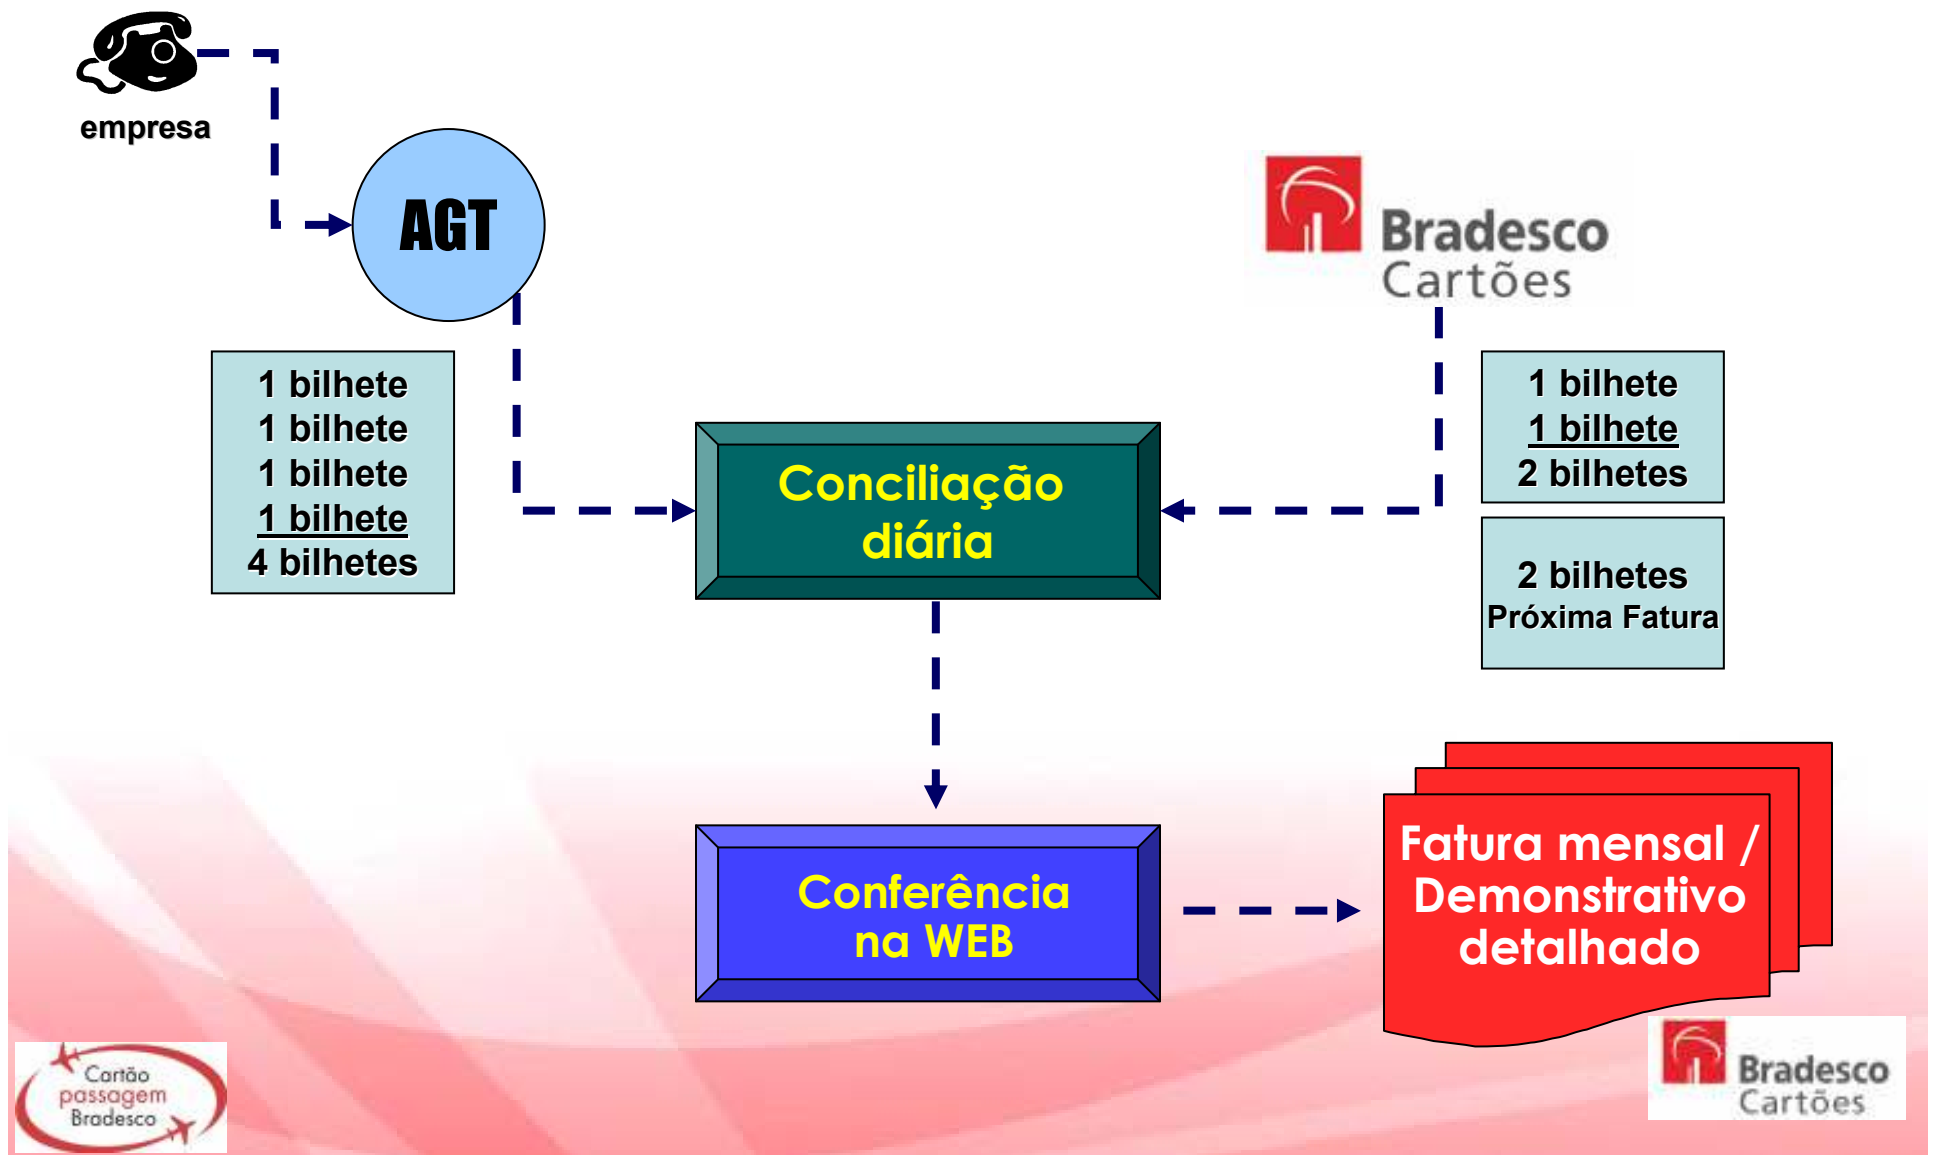 empresa
AGT
Bradesco
Cartões
1 bilhete
1 bilhete
1 bilhete
1 bilhete
4 bilhetes
1 bilhete
1 bilhete
2 bilhetes
2 bilhetes
Próxima Fatura
Conciliação
diária
Conferência
na WEB
Fatura mensal /
Demonstrativo
detalhado
Cartão
passagem
Bradesco
Bradesco
Cartões